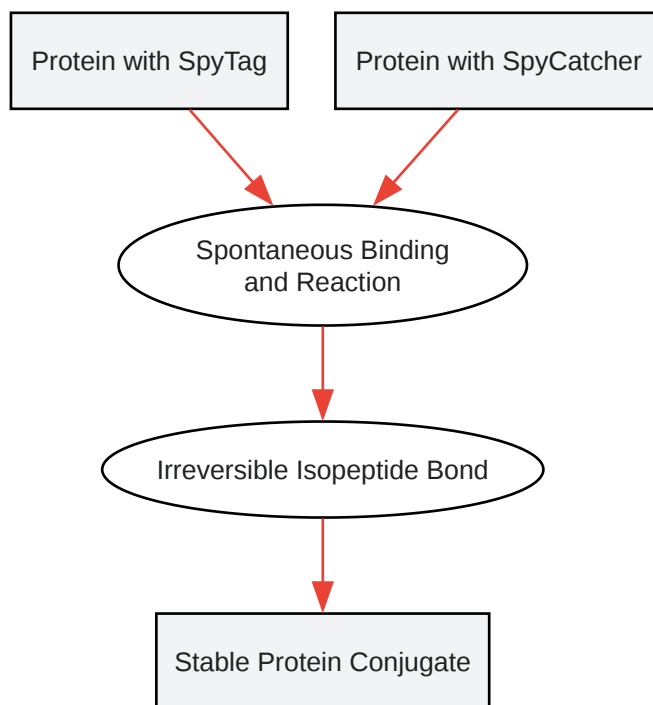 Protein with SpyTag
Protein with SpyCatcher
Spontaneous Binding
and Reaction
Irreversible Isopeptide Bond
Stable Protein Conjugate